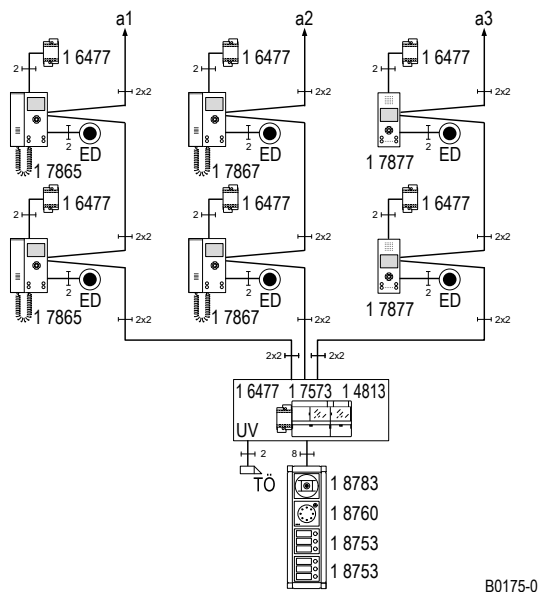 a1 a2 a3
1 6477 1 6477 1 6477
2 2 2
2x2 2x2 2x2
2 2 2
ED ED ED
1 7865 1 7867 1 7877
1 6477 1 6477 1 6477
2 2 2
2x2 2x2 2x2
2 2 2
ED ED ED
1 7865 1 7867 1 7877
2x2 2x2 2x2
2x2 2x2
1 6477 1 7573 1 4813
UV
2 8
TÖ
1 8783
1 8760
1 8753
1 8753
B0175-0